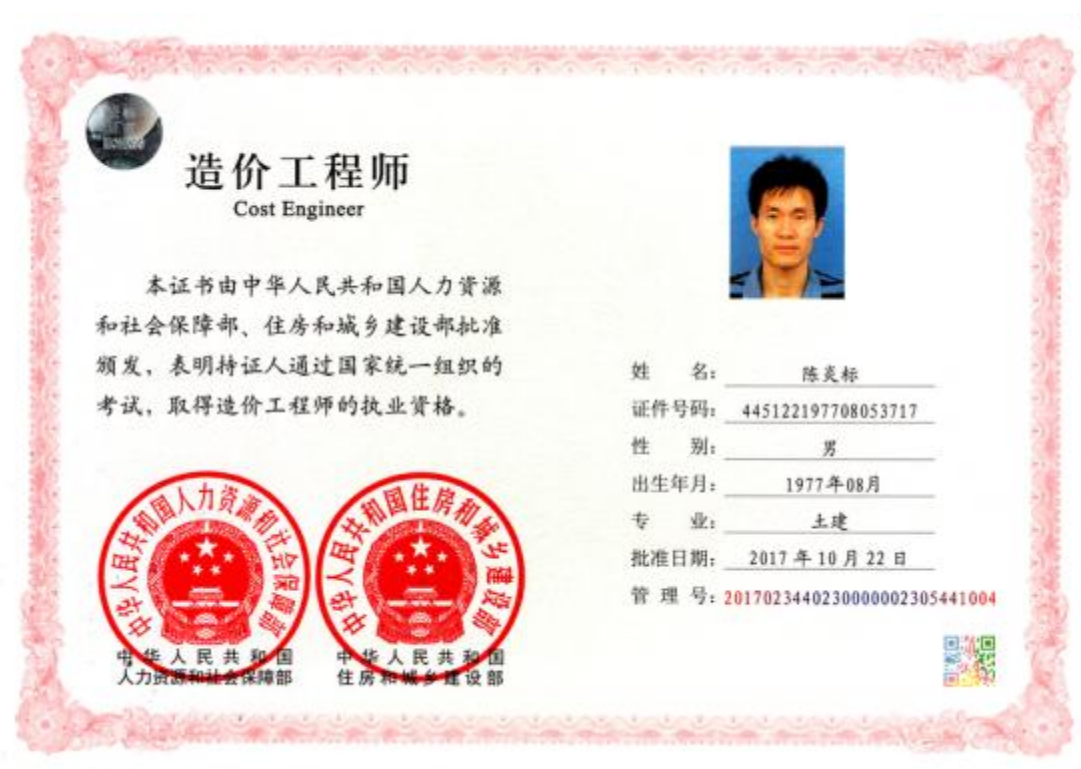 造价工程师
Cost Engineer
本证书由中华人民共和国人力资源
和社会保障部、住房和城乡建设部批准
颁发，表明持证人通过国家统一组织的
考试，取得造价工程师的执业资格。
中华人民共和国人力资源和社会保障部
中华人民共和国住房和城乡建设部
中华人民共和国
人力资源和社会保障部
中华人民共和国
住房和城乡建设部
姓 名： 陈炎标
证件号码： 445122197708053717
性 别： 男
出生年月： 1977年08月
专 业： 土建
批准日期： 2017 年 10 月 22 日
管 理 号：2017023440230000002305441004